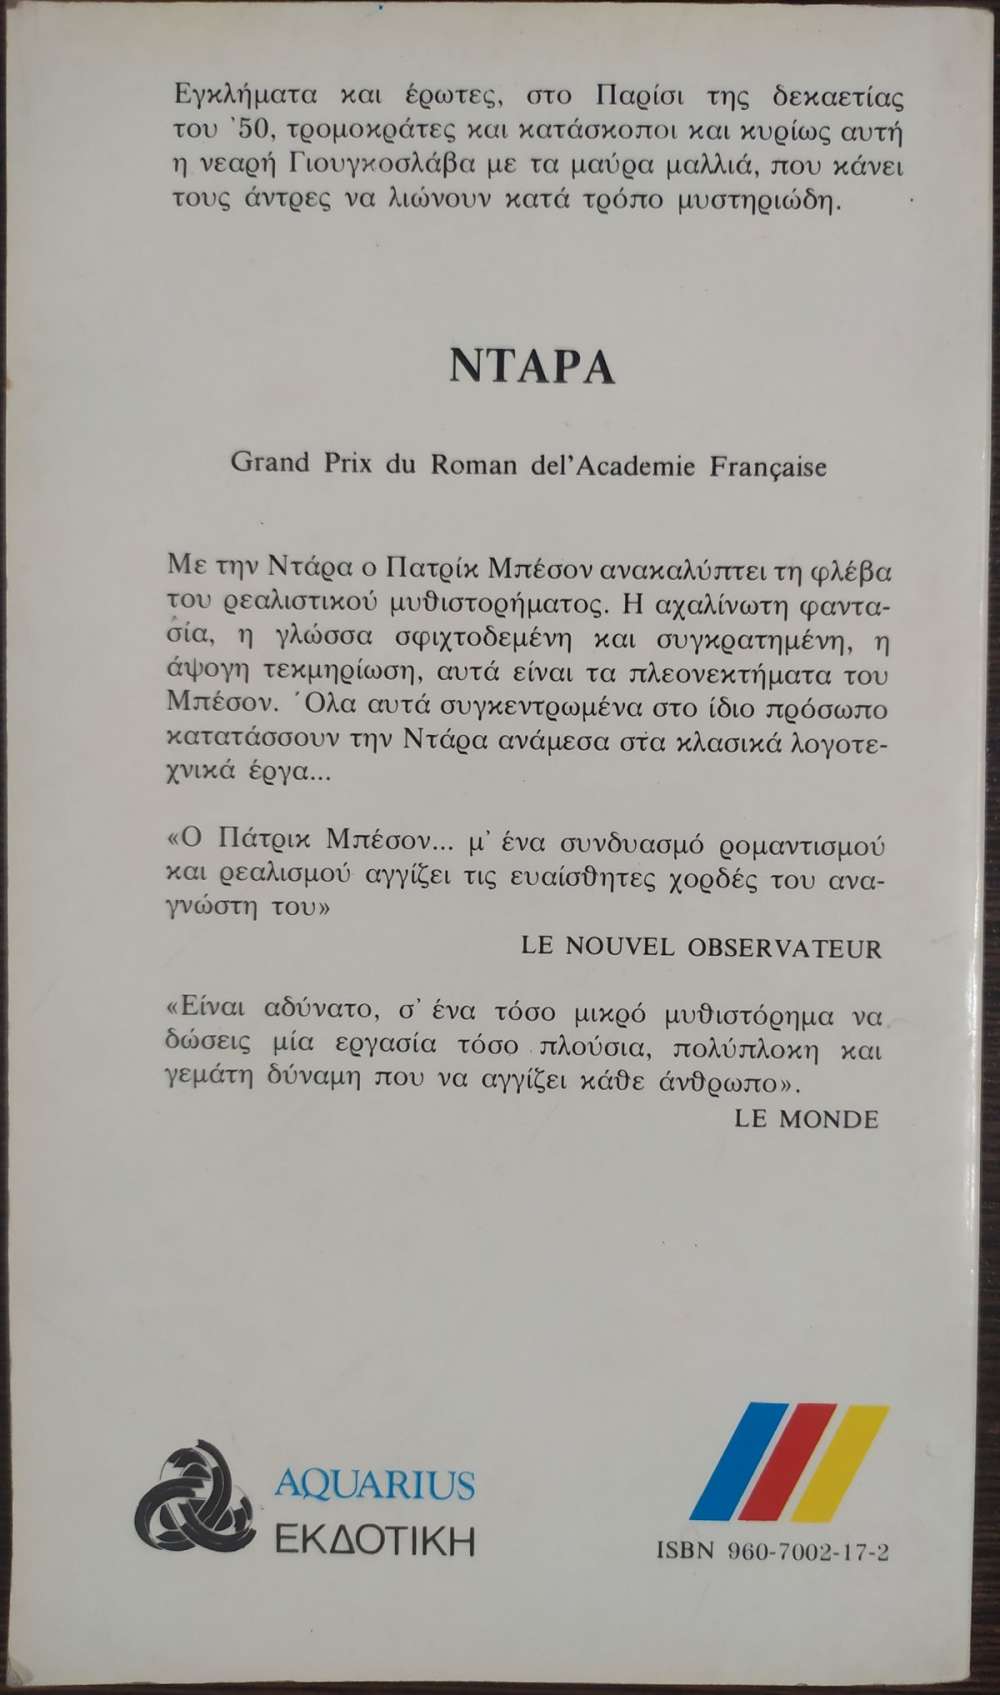 Εγκλήματα και έρωτες, στο Παρίσι της δεκαετίας
του '50, τρομοκράτες και κατάσκοποι και κυρίως αυτή
η νεαρή Γιουγκοσλάβα με τα μαύρα μαλλιά, που κάνει
τους άντρες να λιώνουν κατά τρόπο μυστηριώδη.
ΝΤΑΡΑ
Grand Prix du Roman del'Academie Française
Με την Ντάρα ο Πατρίκ Μπέσον ανακαλύπτει τη φλέβα
του ρεαλιστικού μυθιστορήματος. Η αχαλίνωτη φαντα-
σία, η γλώσσα σφιχτοδεμένη και συγκρατημένη, η
άψογη τεκμηρίωση, αυτά είναι τα πλεονεκτήματα του
Μπέσον. 'Ολα αυτά συγκεντρωμένα στο ίδιο πρόσωπο
κατατάσσουν την Ντάρα ανάμεσα στα κλασικά λογοτε-
χνικά έργα...
«Ο Πάτρικ Μπέσον... μ' ένα συνδυασμό ρομαντισμού
και ρεαλισμού αγγίζει τις ευαίσθητες χορδές του ανα-
γνώστη του»
LE NOUVEL OBSERVATEUR
«Είναι αδύνατο, σ' ένα τόσο μικρό μυθιστόρημα να
δώσεις μία εργασία τόσο πλούσια, πολύπλοκη και
γεμάτη δύναμη που να αγγίζει κάθε άνθρωπο».
LE MONDE
AQUARIUS
ΕΚΔΟΤΙΚΗ
ISBN 960-7002-17-2